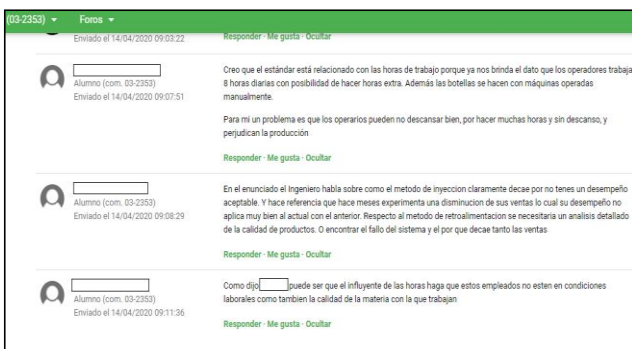 (03-2353) Foros
Enviado el 14/04/2020 09:03:22
Responder · Me gusta · Ocultar
Alumno (com. 03-2353)
Enviado el 14/04/2020 09:07:51
Creo que el estándar está relacionado con las horas de trabajo porque ya nos brinda el dato que los operadores trabaja
8 horas diarias con posibilidad de hacer horas extra. Además las botellas se hacen con máquinas operadas
manualmente.
Para mi un problema es que los operarios pueden no descansar bien, por hacer muchas horas y sin descanso, y
perjudican la producción
Responder · Me gusta · Ocultar
Alumno (com. 03-2353)
Enviado el 14/04/2020 09:08:29
En el enunciado el Ingeniero habla sobre como el metodo de inyeccion claramente decae por no tenes un desempeño
aceptable. Y hace referencia que hace meses experimenta una disminucion de sus ventas lo cual su desempeño no
aplica muy bien al actual con el anterior. Respecto al metodo de retroalimentacion se necesitaria un analisis detallado
de la calidad de productos. O encontrar el fallo del sistema y el por que decae tanto las ventas
Responder · Me gusta · Ocultar
Alumno (com. 03-2353)
Enviado el 14/04/2020 09:11:36
Como dijo puede ser que el influyente de las horas haga que estos empleados no esten en condiciones
laborales como tambien la calidad de la materia con la que trabajan
Responder · Me gusta · Ocultar